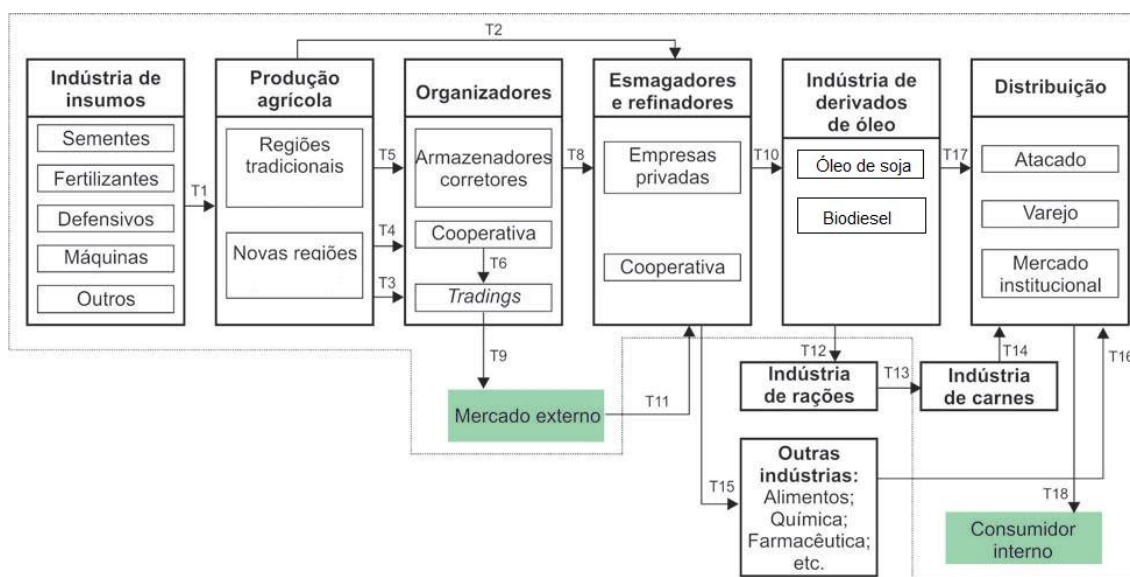 T2
Indústria de
insumos
Sementes
Fertilizantes
Defensivos
Máquinas
Outros
T1
Produção
agrícola
Regiões
tradicionais
Novas regiões
T5
T4
T3
Organizadores
Armazenadores
corretores
Cooperativa
T6
Tradings
T8
Esmagadores
e refinadores
Empresas
privadas
Cooperativa
T10
Indústria de
derivados
de óleo
Óleo de soja
Biodiesel
T17
Distribuição
Atacado
Varejo
Mercado
institucional
T9
Mercado externo
T11
T12
Indústria
de rações
T13
Indústria
de carnes
T14
T16
T15
Outras
indústrias:
Alimentos;
Química;
Farmacêutica;
etc.
T18
Consumidor
interno